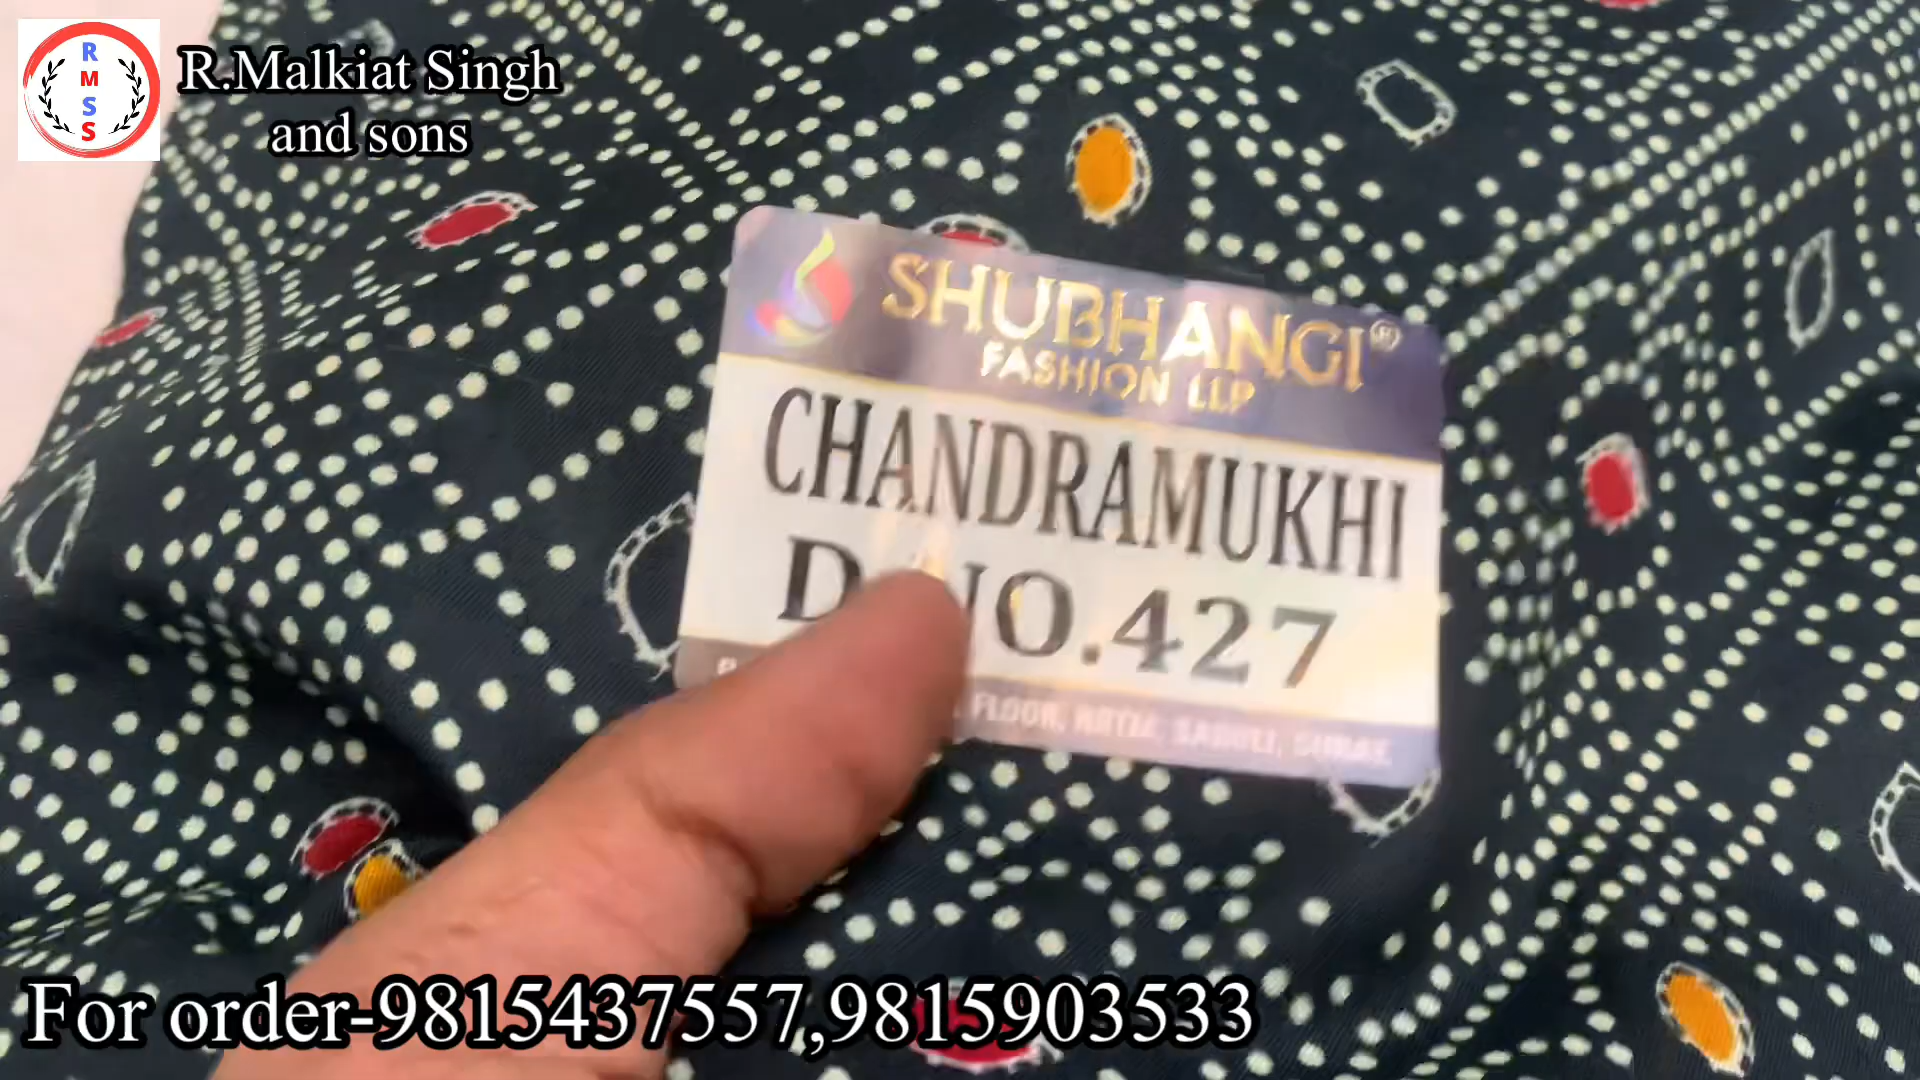 R
M
S
S
R.Malkiat Singh
and sons
SHUBHANGI®
FASHION LLP
CHANDRAMUKHI
D.NO.427
FLOOR,
For order-9815437557,9815903533